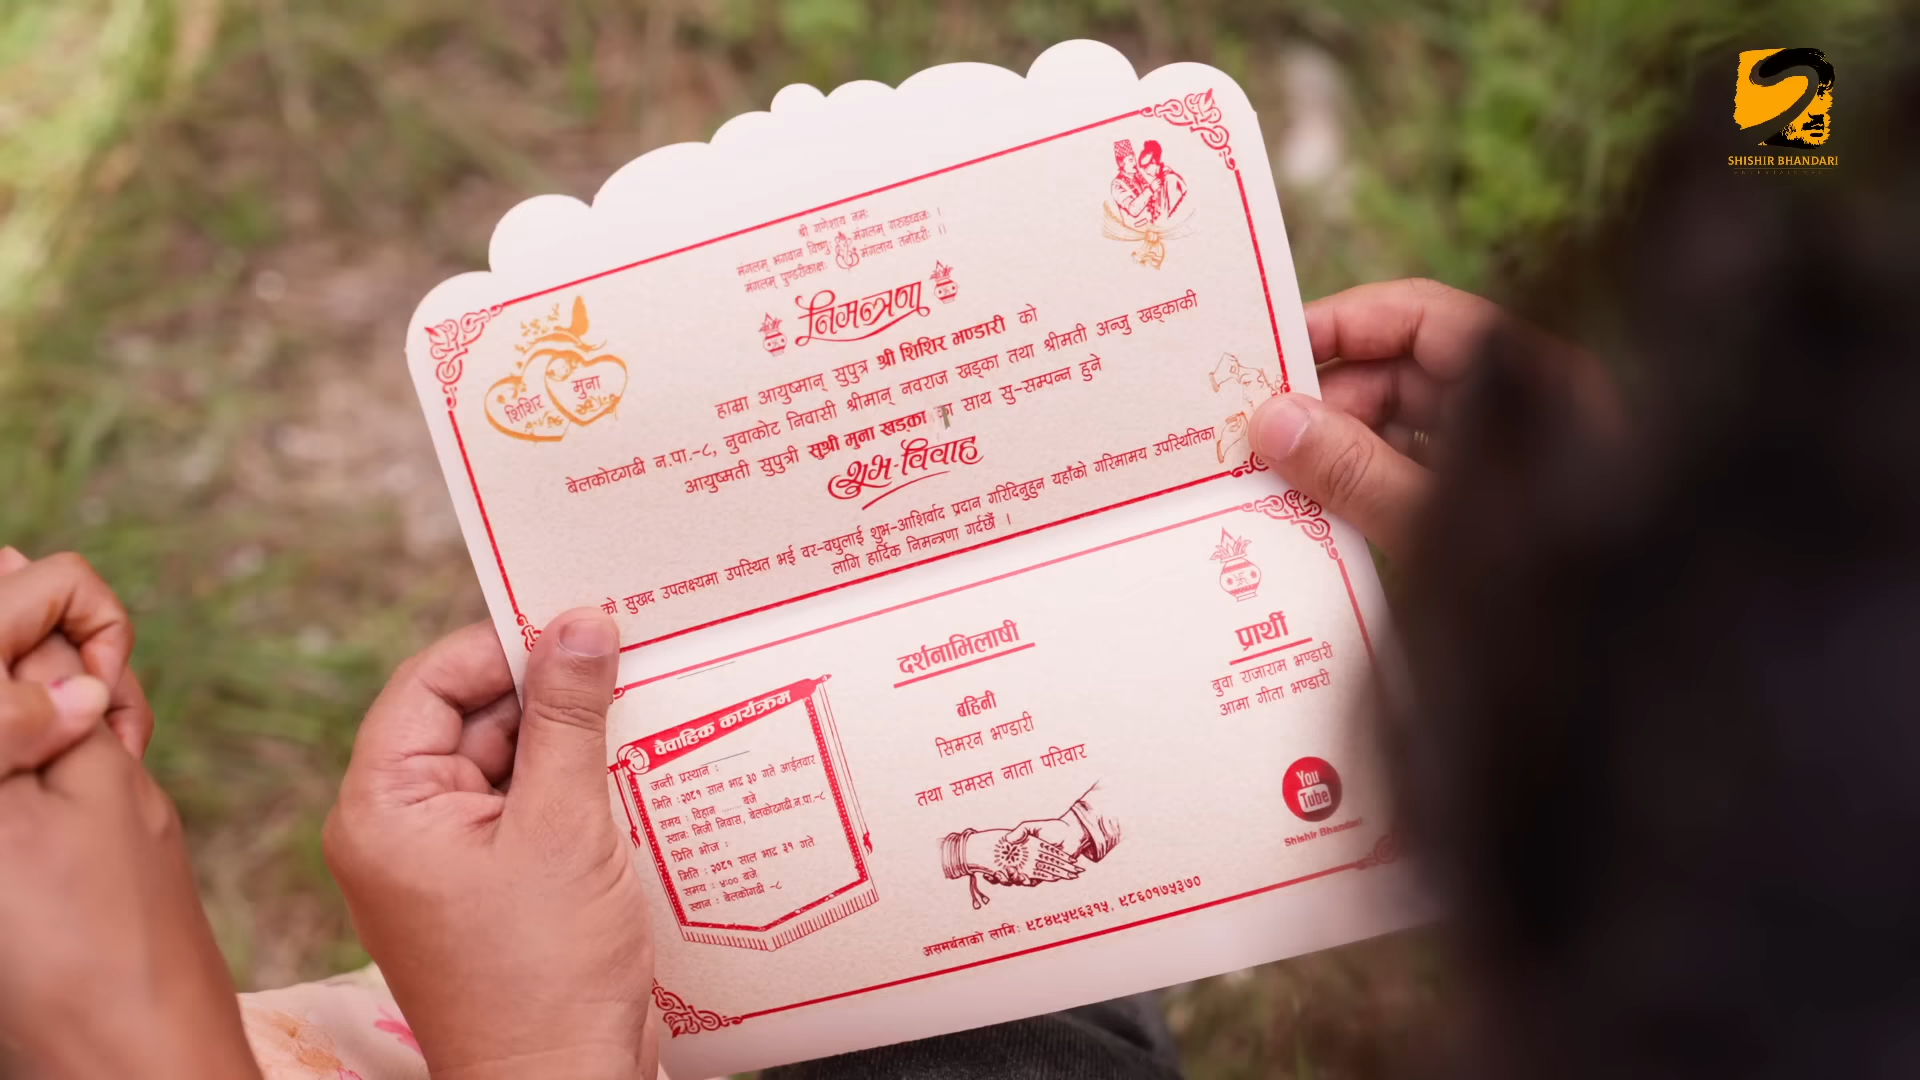 SHISHIR BHANDARI
श्री गणेशाय नमः
मंगलम् भगवान विष्णुः मंगलम् गरुडध्वजः ।
मंगलम् पुण्डरीकाक्षः मंगलाय तनोहरीः ।।
निमन्त्रणा
शिशिर
मुना
हाम्रा आयुष्मान् सुपुत्र श्री शिशिर भण्डारी को
बेलकोटगढी न.पा.-८, नुवाकोट निवासी श्रीमान् नवराज खड्का तथा श्रीमती अन्जु खड्काकी
आयुष्मती सुपुत्री सुश्री मुना खड्का का साथ सु-सम्पन्न हुने
शुभ-विवाह
को सुखद उपलक्ष्यमा उपस्थित भई वर-वधुलाई शुभ-आशिर्वाद प्रदान गरिदिनुहुन यहाँको गरिमामय उपस्थितिका
लागि हार्दिक निमन्त्रणा गर्दछौं ।
वैवाहिक कार्यक्रम
जन्ती प्रस्थान :
मिति : २०८१ साल भाद्र ३० गते आईतवार
समय : विहान बजे
स्थान: निजी निवास, बेलकोटगढी.न.पा.-८
प्रिति भोज :
मिति : २०८१ साल भाद्र ३१ गते
समय : ४:०० बजे
स्थान : बेलकोगढी -८
दर्शनाभिलाषी
बहिनी
सिमरन भण्डारी
तथा समस्त नाता परिवार
प्रार्थी
बुवा राजाराम भण्डारी
आमा गीता भण्डारी
You
Tube
Shishir Bhandari
असमर्थताको लागि: ९८४९५९६३१५, ९८६०१७५३७०